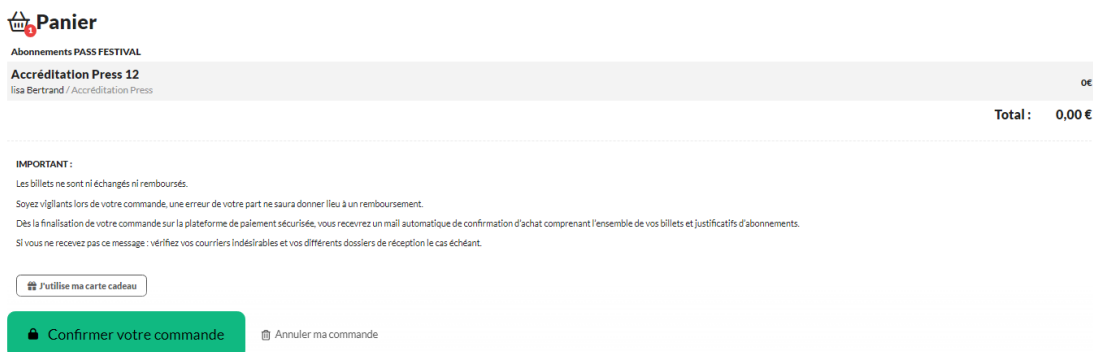 Panier
1
Abonnements PASS FESTIVAL
Accréditation Press 12
lisa Bertrand / Accréditation Press
0€
Total : 0,00 €
IMPORTANT :
Les billets ne sont ni échangés ni remboursés.
Soyez vigilants lors de votre commande, une erreur de votre part ne saura donner lieu à un remboursement.
Dès la finalisation de votre commande sur la plateforme de paiement sécurisée, vous recevrez un mail automatique de confirmation d'achat comprenant l'ensemble de vos billets et justificatifs d'abonnements.
Si vous ne recevez pas ce message : vérifiez vos courriers indésirables et vos différents dossiers de réception le cas échéant.
J'utilise ma carte cadeau
Confirmer votre commande
Annuler ma commande